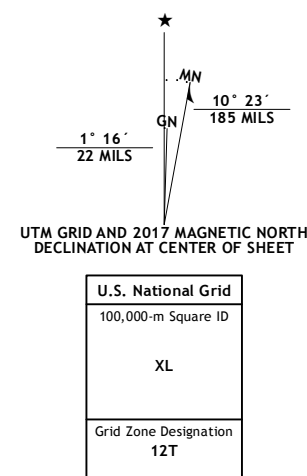 ★
MN
GN
10° 23´
185 MILS
1° 16´
22 MILS
UTM GRID AND 2017 MAGNETIC NORTH
DECLINATION AT CENTER OF SHEET
U.S. National Grid
100,000-m Square ID
XL
Grid Zone Designation
12T